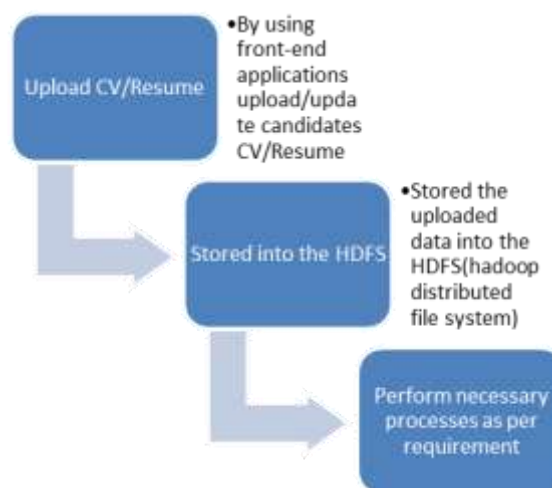 Upload CV/Resume
•By using
front-end
applications
upload/upda
te candidates
CV/Resume
Stored into the HDFS
•Stored the
uploaded
data into the
HDFS(hadoop
distributed
file system)
Perform necessary
processes as per
requirement